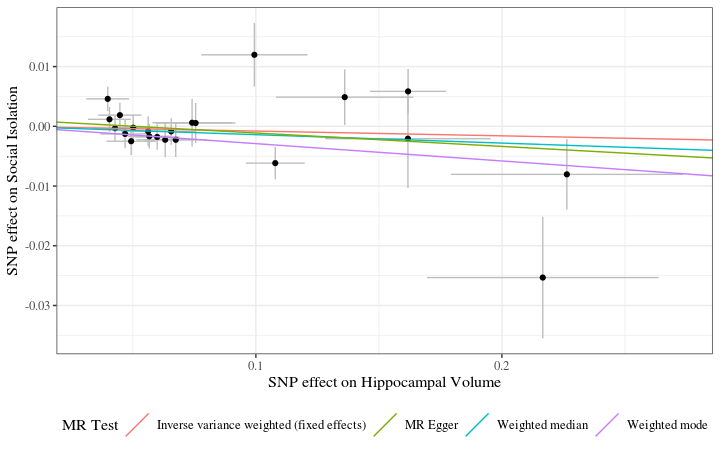 SNP effect on Social Isolation
0.01
0.00
-0.01
-0.02
-0.03
0.1
0.2
SNP effect on Hippocampal Volume
MR Test
Inverse variance weighted (fixed effects)
MR Egger
Weighted median
Weighted mode